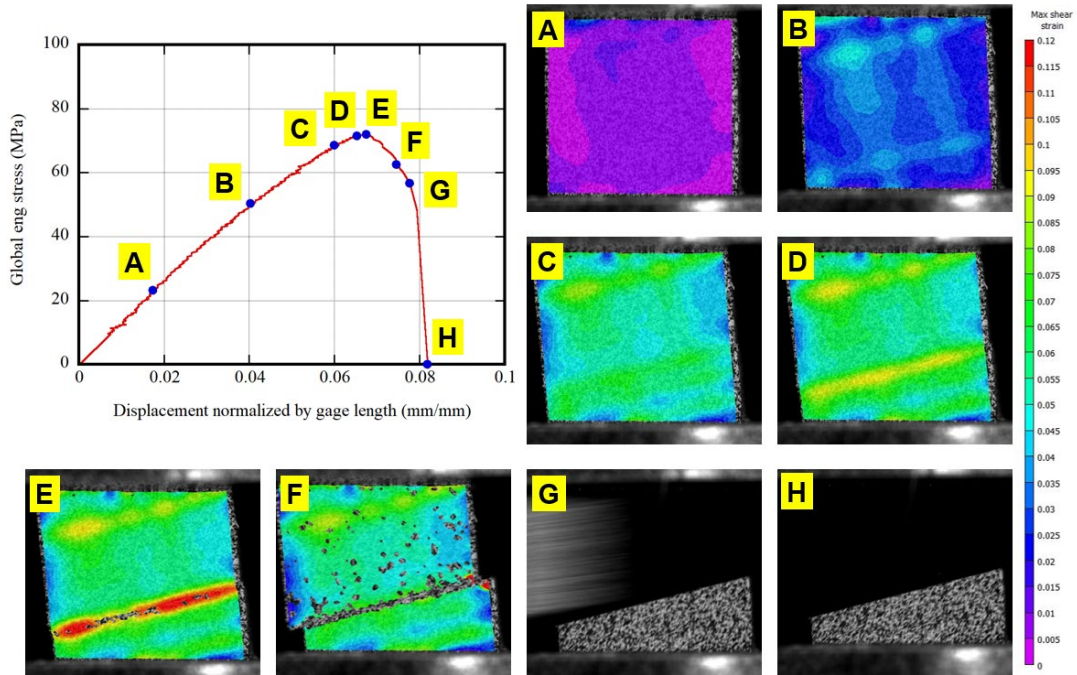 Global eng stress (MPa)
100
80
60
40
20
0
0
0.02
0.04
0.06
0.08
0.1
Displacement normalized by gage length (mm/mm)
A
B
C
D
E
F
G
H
A
B
C
D
E
F
G
H
Max shear
strain
0.12
0.115
0.11
0.105
0.1
0.095
0.09
0.085
0.08
0.075
0.07
0.065
0.06
0.055
0.05
0.045
0.04
0.035
0.03
0.025
0.02
0.015
0.01
0.005
0